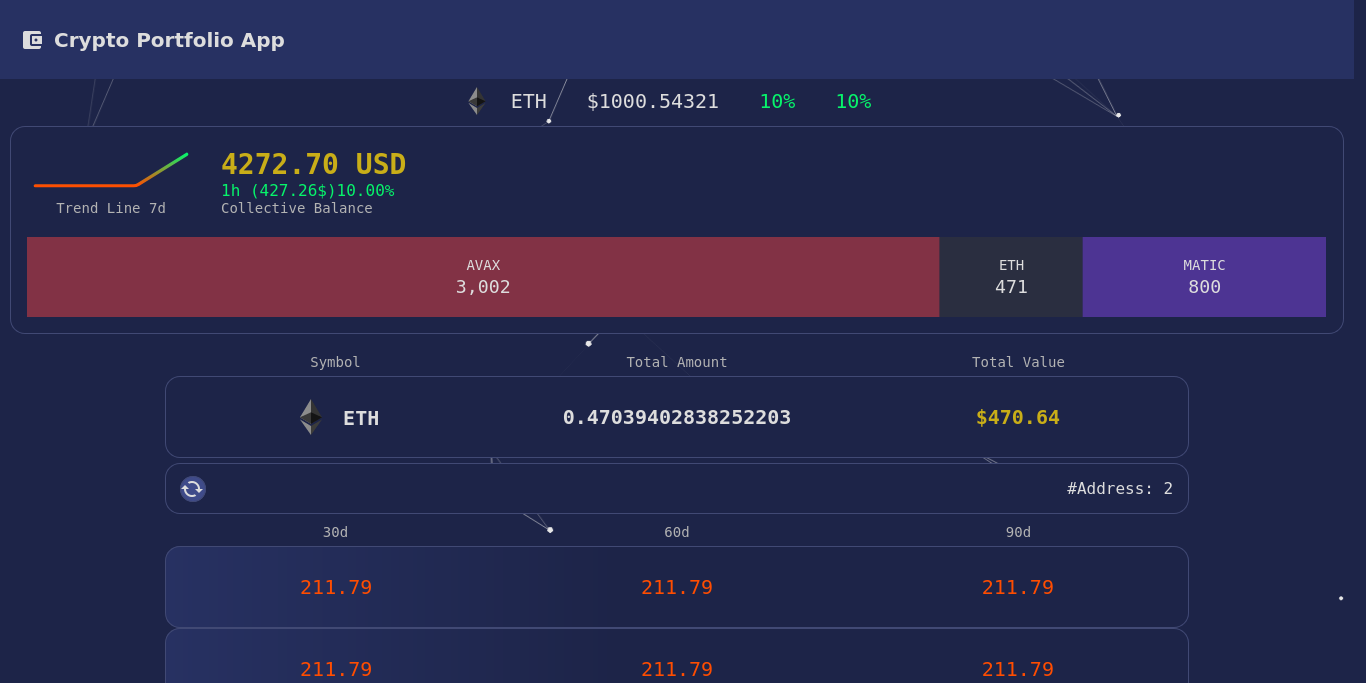 Crypto Portfolio App
ETH $1000.54321 10% 10%
4272.70 USD
1h (427.26$)10.00%
Trend Line 7d
Collective Balance
AVAX
3,002
ETH
471
MATIC
800
Symbol Total Amount Total Value
ETH 0.47039402838252203 $470.64
#Address: 2
30d 60d 90d
211.79 211.79 211.79
211.79 211.79 211.79